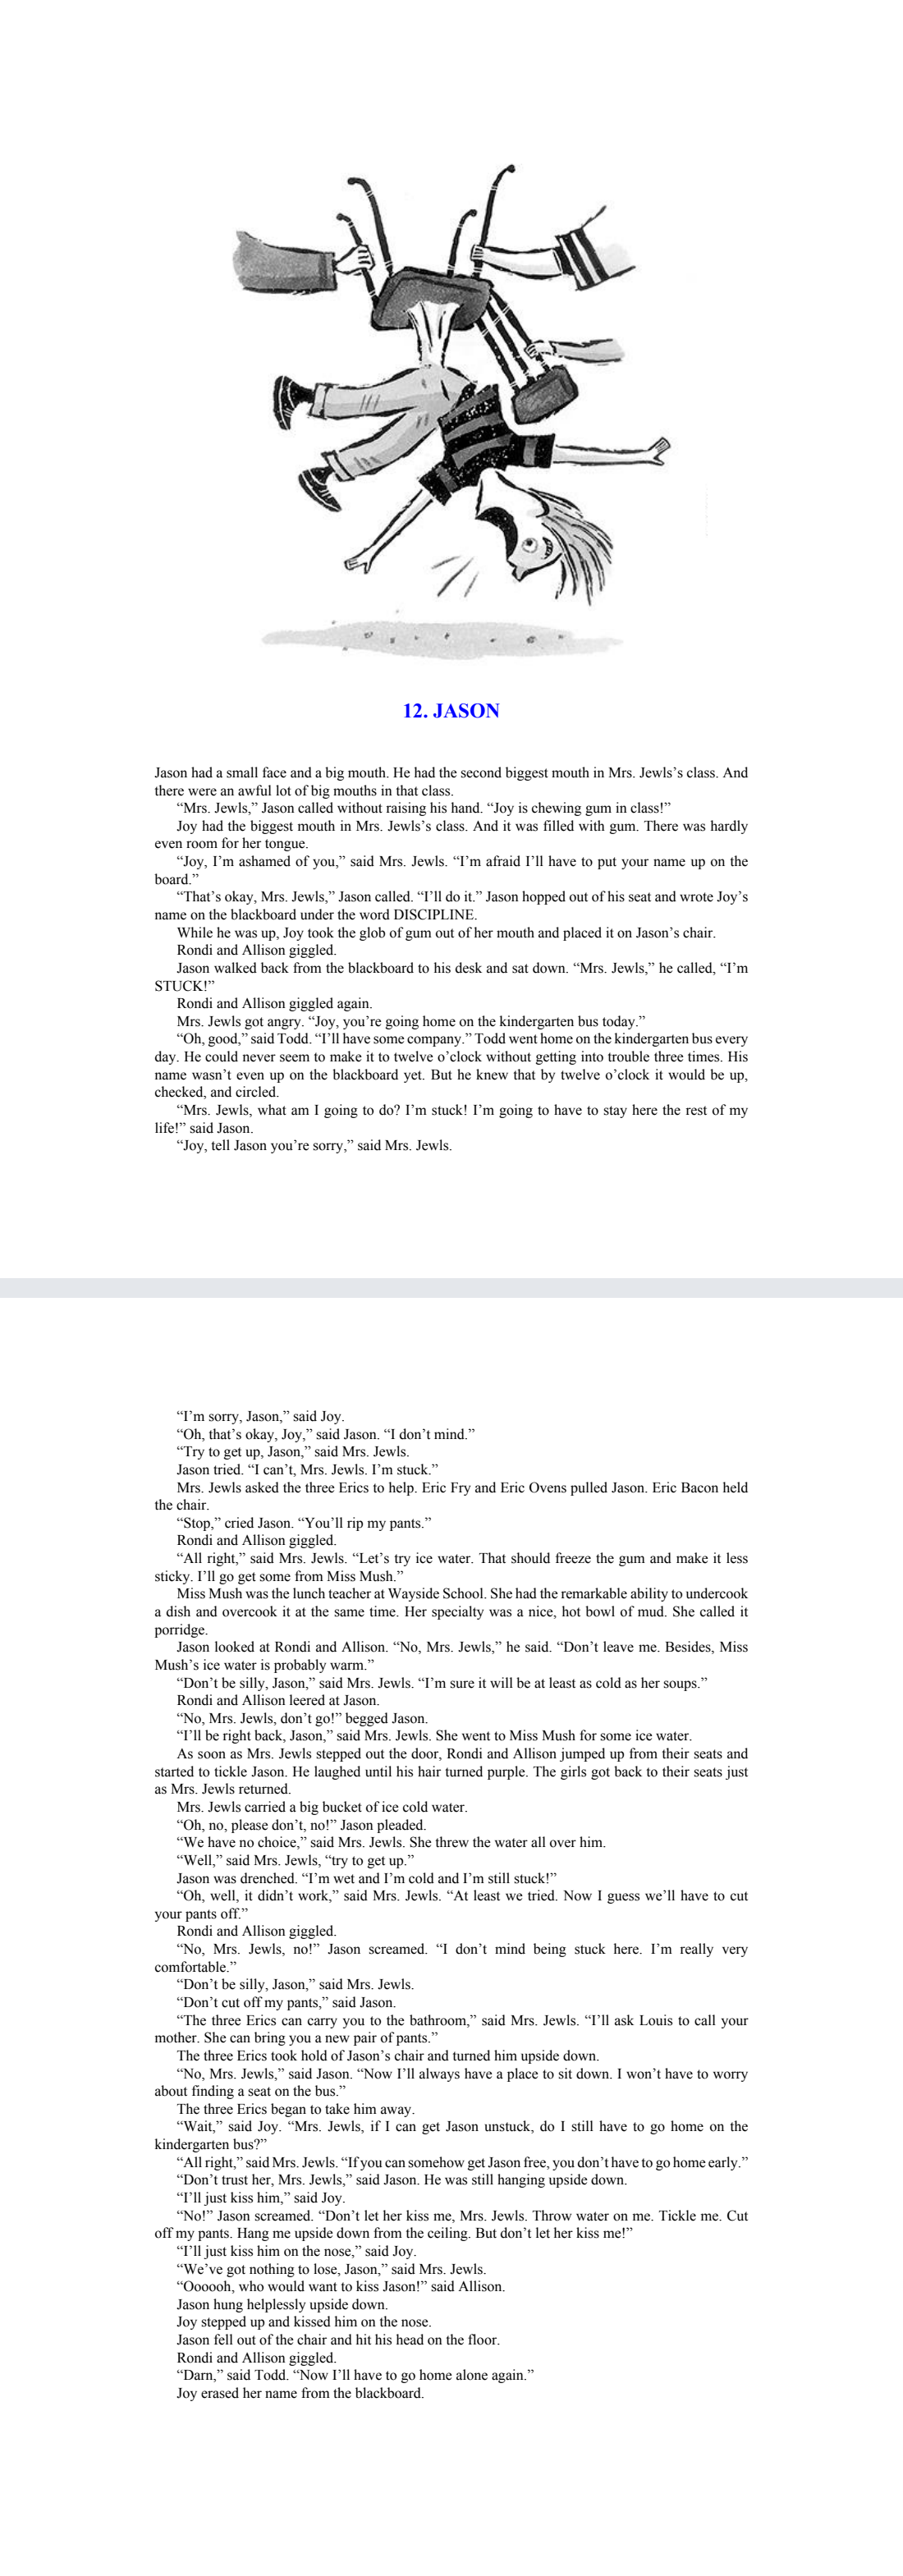 12. JASON
Jason had a small face and a big mouth. He had the second biggest mouth in Mrs. Jewls’s class. And
there were an awful lot of big mouths in that class.
“Mrs. Jewls,” Jason called without raising his hand. “Joy is chewing gum in class!”
Joy had the biggest mouth in Mrs. Jewls’s class. And it was filled with gum. There was hardly
even room for her tongue.
“Joy, I’m ashamed of you,” said Mrs. Jewls. “I’m afraid I’ll have to put your name up on the
board.”
“That’s okay, Mrs. Jewls,” Jason called. “I’ll do it.” Jason hopped out of his seat and wrote Joy’s
name on the blackboard under the word DISCIPLINE.
While he was up, Joy took the glob of gum out of her mouth and placed it on Jason’s chair.
Rondi and Allison giggled.
Jason walked back from the blackboard to his desk and sat down. “Mrs. Jewls,” he called, “I’m
STUCK!”
Rondi and Allison giggled again.
Mrs. Jewls got angry. “Joy, you’re going home on the kindergarten bus today.”
“Oh, good,” said Todd. “I’ll have some company.” Todd went home on the kindergarten bus every
day. He could never seem to make it to twelve o’clock without getting into trouble three times. His
name wasn’t even up on the blackboard yet. But he knew that by twelve o’clock it would be up,
checked, and circled.
“Mrs. Jewls, what am I going to do? I’m stuck! I’m going to have to stay here the rest of my
life!” said Jason.
“Joy, tell Jason you’re sorry,” said Mrs. Jewls.
“I’m sorry, Jason,” said Joy.
“Oh, that’s okay, Joy,” said Jason. “I don’t mind.”
“Try to get up, Jason,” said Mrs. Jewls.
Jason tried. “I can’t, Mrs. Jewls. I’m stuck.”
Mrs. Jewls asked the three Erics to help. Eric Fry and Eric Ovens pulled Jason. Eric Bacon held
the chair.
“Stop,” cried Jason. “You’ll rip my pants.”
Rondi and Allison giggled.
“All right,” said Mrs. Jewls. “Let’s try ice water. That should freeze the gum and make it less
sticky. I’ll go get some from Miss Mush.”
Miss Mush was the lunch teacher at Wayside School. She had the remarkable ability to undercook
a dish and overcook it at the same time. Her specialty was a nice, hot bowl of mud. She called it
porridge.
Jason looked at Rondi and Allison. “No, Mrs. Jewls,” he said. “Don’t leave me. Besides, Miss
Mush’s ice water is probably warm.”
“Don’t be silly, Jason,” said Mrs. Jewls. “I’m sure it will be at least as cold as her soups.”
Rondi and Allison leered at Jason.
“No, Mrs. Jewls, don’t go!” begged Jason.
“I’ll be right back, Jason,” said Mrs. Jewls. She went to Miss Mush for some ice water.
As soon as Mrs. Jewls stepped out the door, Rondi and Allison jumped up from their seats and
started to tickle Jason. He laughed until his hair turned purple. The girls got back to their seats just
as Mrs. Jewls returned.
Mrs. Jewls carried a big bucket of ice cold water.
“Oh, no, please don’t, no!” Jason pleaded.
“We have no choice,” said Mrs. Jewls. She threw the water all over him.
“Well,” said Mrs. Jewls, “try to get up.”
Jason was drenched. “I’m wet and I’m cold and I’m still stuck!”
“Oh, well, it didn’t work,” said Mrs. Jewls. “At least we tried. Now I guess we’ll have to cut
your pants off.”
Rondi and Allison giggled.
“No, Mrs. Jewls, no!” Jason screamed. “I don’t mind being stuck here. I’m really very
comfortable.”
“Don’t be silly, Jason,” said Mrs. Jewls.
“Don’t cut off my pants,” said Jason.
“The three Erics can carry you to the bathroom,” said Mrs. Jewls. “I’ll ask Louis to call your
mother. She can bring you a new pair of pants.”
The three Erics took hold of Jason’s chair and turned him upside down.
“No, Mrs. Jewls,” said Jason. “Now I’ll always have a place to sit down. I won’t have to worry
about finding a seat on the bus.”
The three Erics began to take him away.
“Wait,” said Joy. “Mrs. Jewls, if I can get Jason unstuck, do I still have to go home on the
kindergarten bus?”
“All right,” said Mrs. Jewls. “If you can somehow get Jason free, you don’t have to go home early.”
“Don’t trust her, Mrs. Jewls,” said Jason. He was still hanging upside down.
“I’ll just kiss him,” said Joy.
“No!” Jason screamed. “Don’t let her kiss me, Mrs. Jewls. Throw water on me. Tickle me. Cut
off my pants. Hang me upside down from the ceiling. But don’t let her kiss me!”
“I’ll just kiss him on the nose,” said Joy.
“We’ve got nothing to lose, Jason,” said Mrs. Jewls.
“Oooooh, who would want to kiss Jason!” said Allison.
Jason hung helplessly upside down.
Joy stepped up and kissed him on the nose.
Jason fell out of the chair and hit his head on the floor.
Rondi and Allison giggled.
“Darn,” said Todd. “Now I’ll have to go home alone again.”
Joy erased her name from the blackboard.